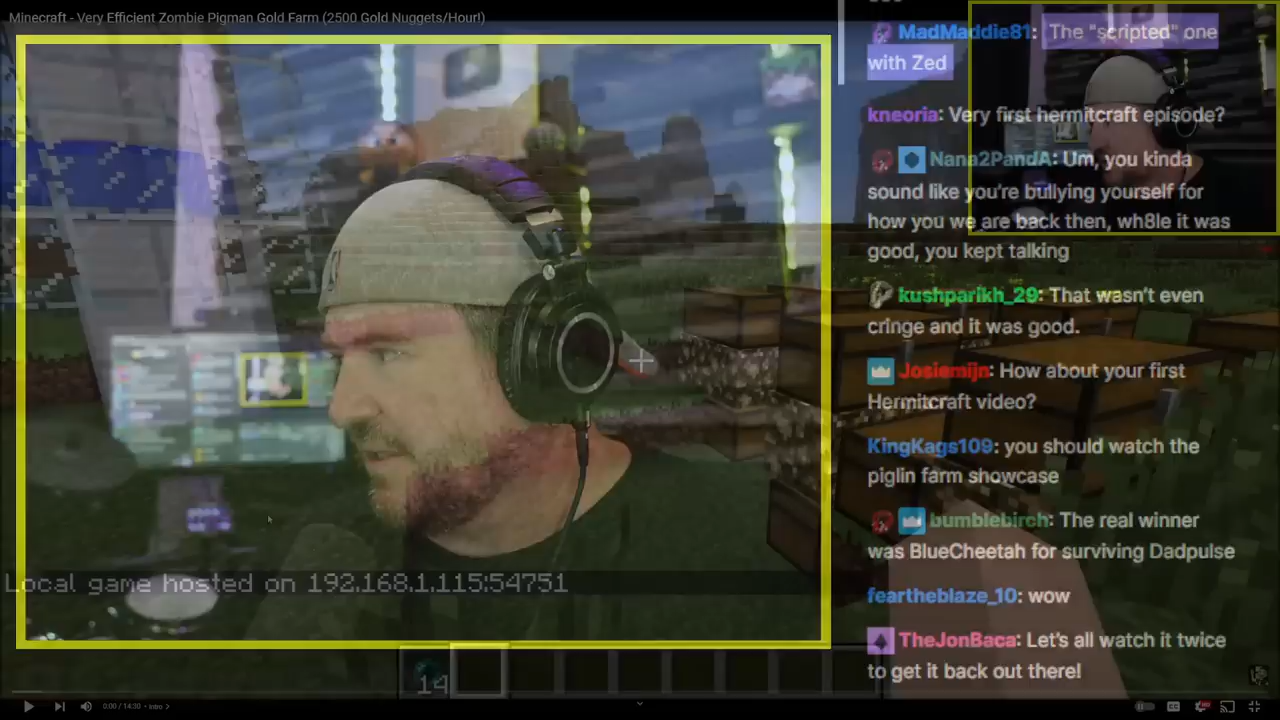 Minecraft - Very Efficient Zombie Pigman Gold Farm (2500 Gold Nuggets/Hour!)
MadMaddie81: The "scripted" one
with Zed
kneoria: Very first hermitcraft episode?
Nana2PandA: Um, you kinda
sound like you're bullying yourself for
how you we are back then, wh8le it was
good, you kept talking
kushparikh_29: That wasn't even
cringe and it was good.
Josiemijn: How about your first
Hermitcraft video?
KingKags109: you should watch the
piglin farm showcase
bumblebirch: The real winner
was BlueCheetah for surviving Dadpulse
feartheblaze_10: wow
TheJonBaca: Let's all watch it twice
to get it back out there!
Local game hosted on 192.168.1.115:54751
14
0:00 / 14:30 • Intro >